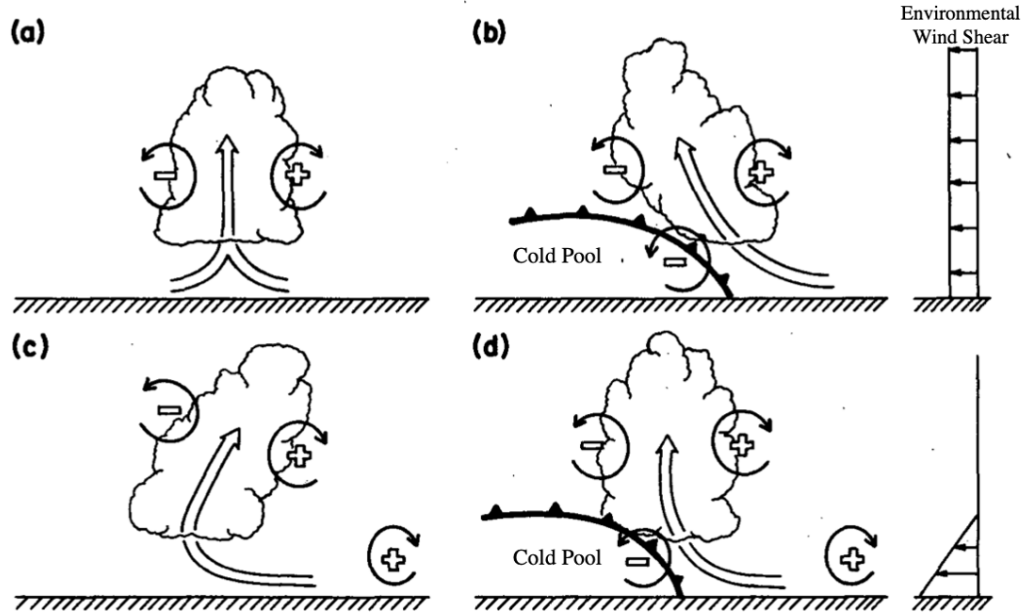 (a)
(b)
Environmental
Wind Shear
Cold Pool
(c)
(d)
Cold Pool